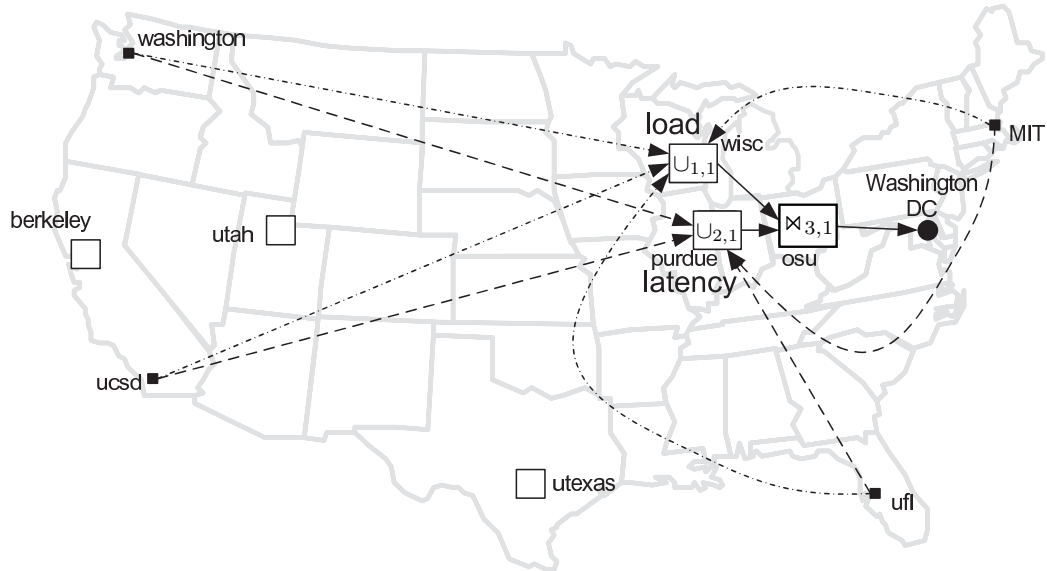 washington
load
wisc
MIT
∪1,1
Washington
DC
berkeley
utah
∪2,1
⋈3,1
purdue
osu
latency
ucsd
utexas
ufl